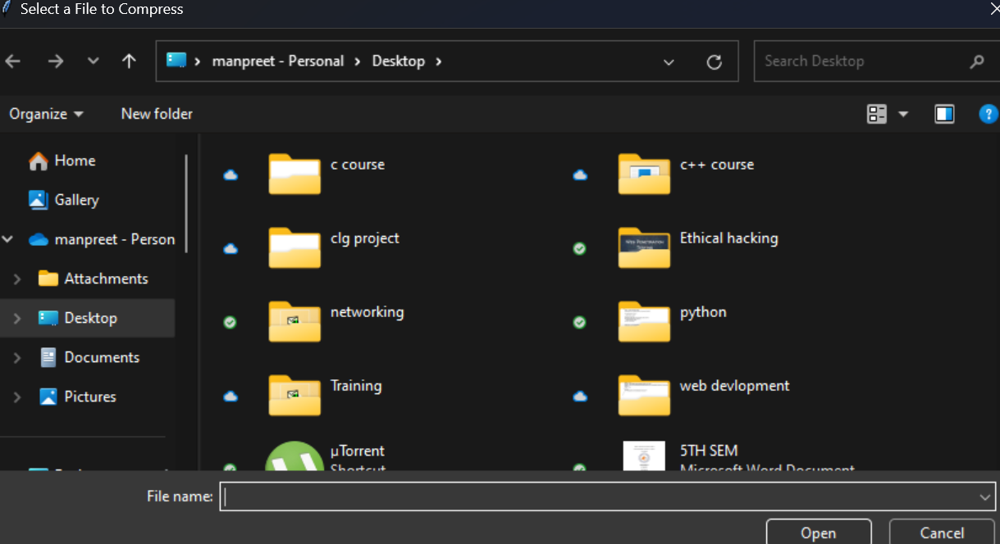 Select a File to Compress
manpreet - Personal > Desktop >
Search Desktop
Organize
New folder
Home
Gallery
manpreet - Person
Attachments
Desktop
Documents
Pictures
c course
c++ course
clg project
Ethical hacking
networking
python
Training
web devlopment
µTorrent
Shortcut
5TH SEM
Microsoft Word Document
File name:
Open
Cancel